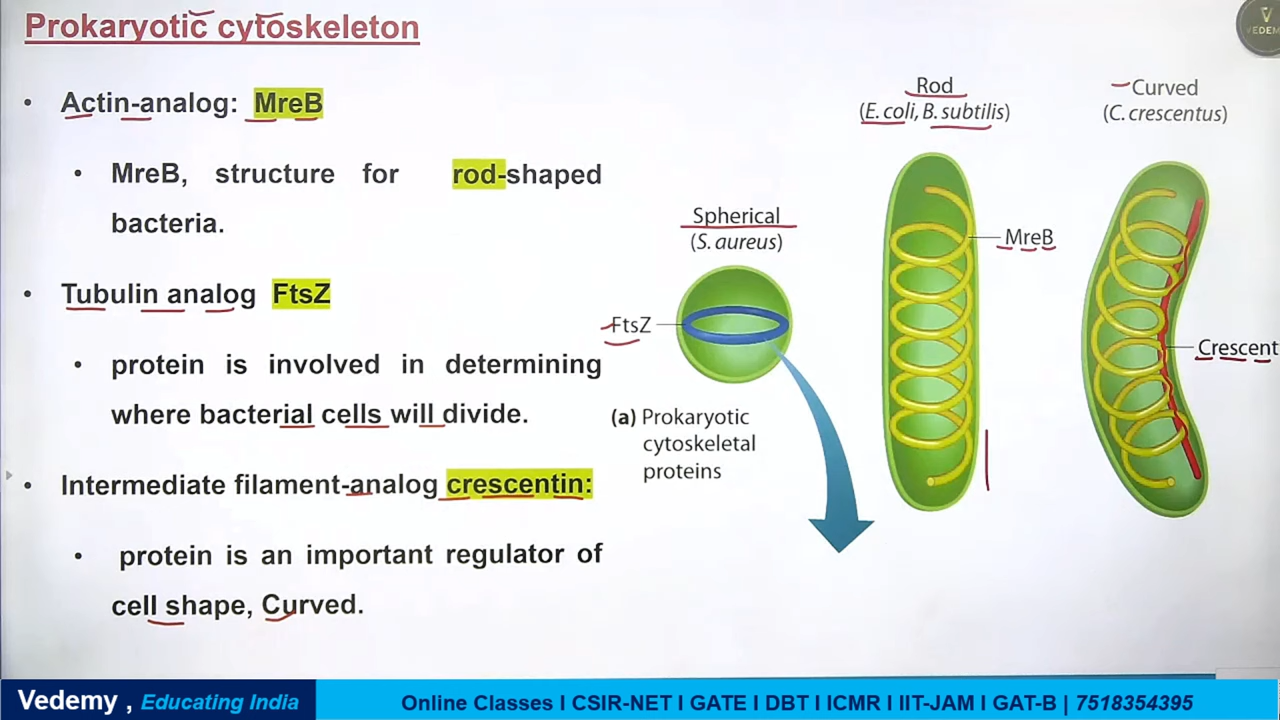 Prokaryotic cytoskeleton
• Actin-analog: MreB
• MreB, structure for rod-shaped
bacteria.
• Tubulin analog FtsZ
• protein is involved in determining
where bacterial cells will divide.
• Intermediate filament-analog crescentin:
• protein is an important regulator of
cell shape, Curved.
Spherical
(S. aureus)
FtsZ
(a) Prokaryotic
cytoskeletal
proteins
Rod
(E. coli, B. subtilis)
MreB
Curved
(C. crescentus)
Crescent
V
VEDEM
Vedemy , Educating India
Online Classes I CSIR-NET I GATE I DBT I ICMR I IIT-JAM I GAT-B | 7518354395